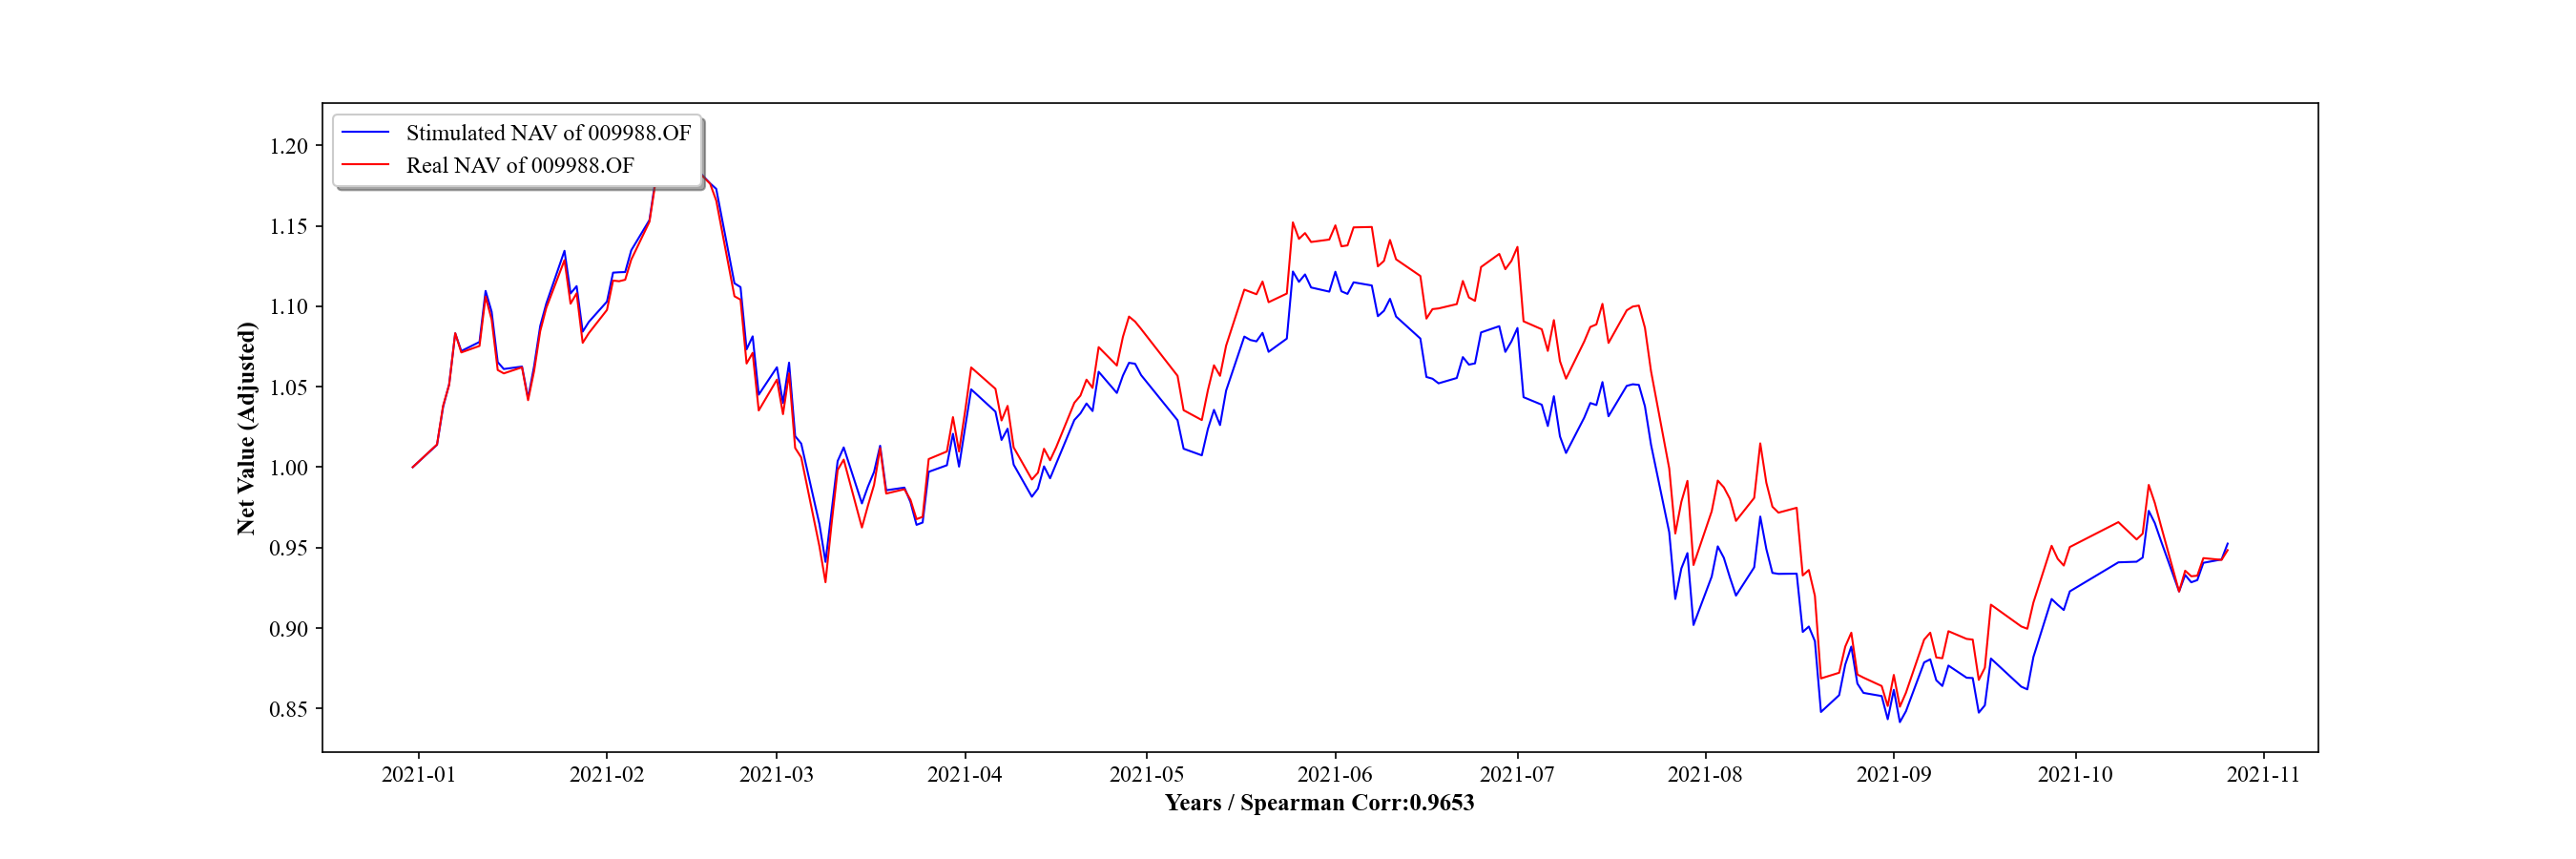 Stimulated NAV of 009988.OF
Real NAV of 009988.OF
Net Value (Adjusted)
1.20
1.15
1.10
1.05
1.00
0.95
0.90
0.85
2021-01 2021-02 2021-03 2021-04 2021-05 2021-06 2021-07 2021-08 2021-09 2021-10 2021-11
Years / Spearman Corr:0.9653